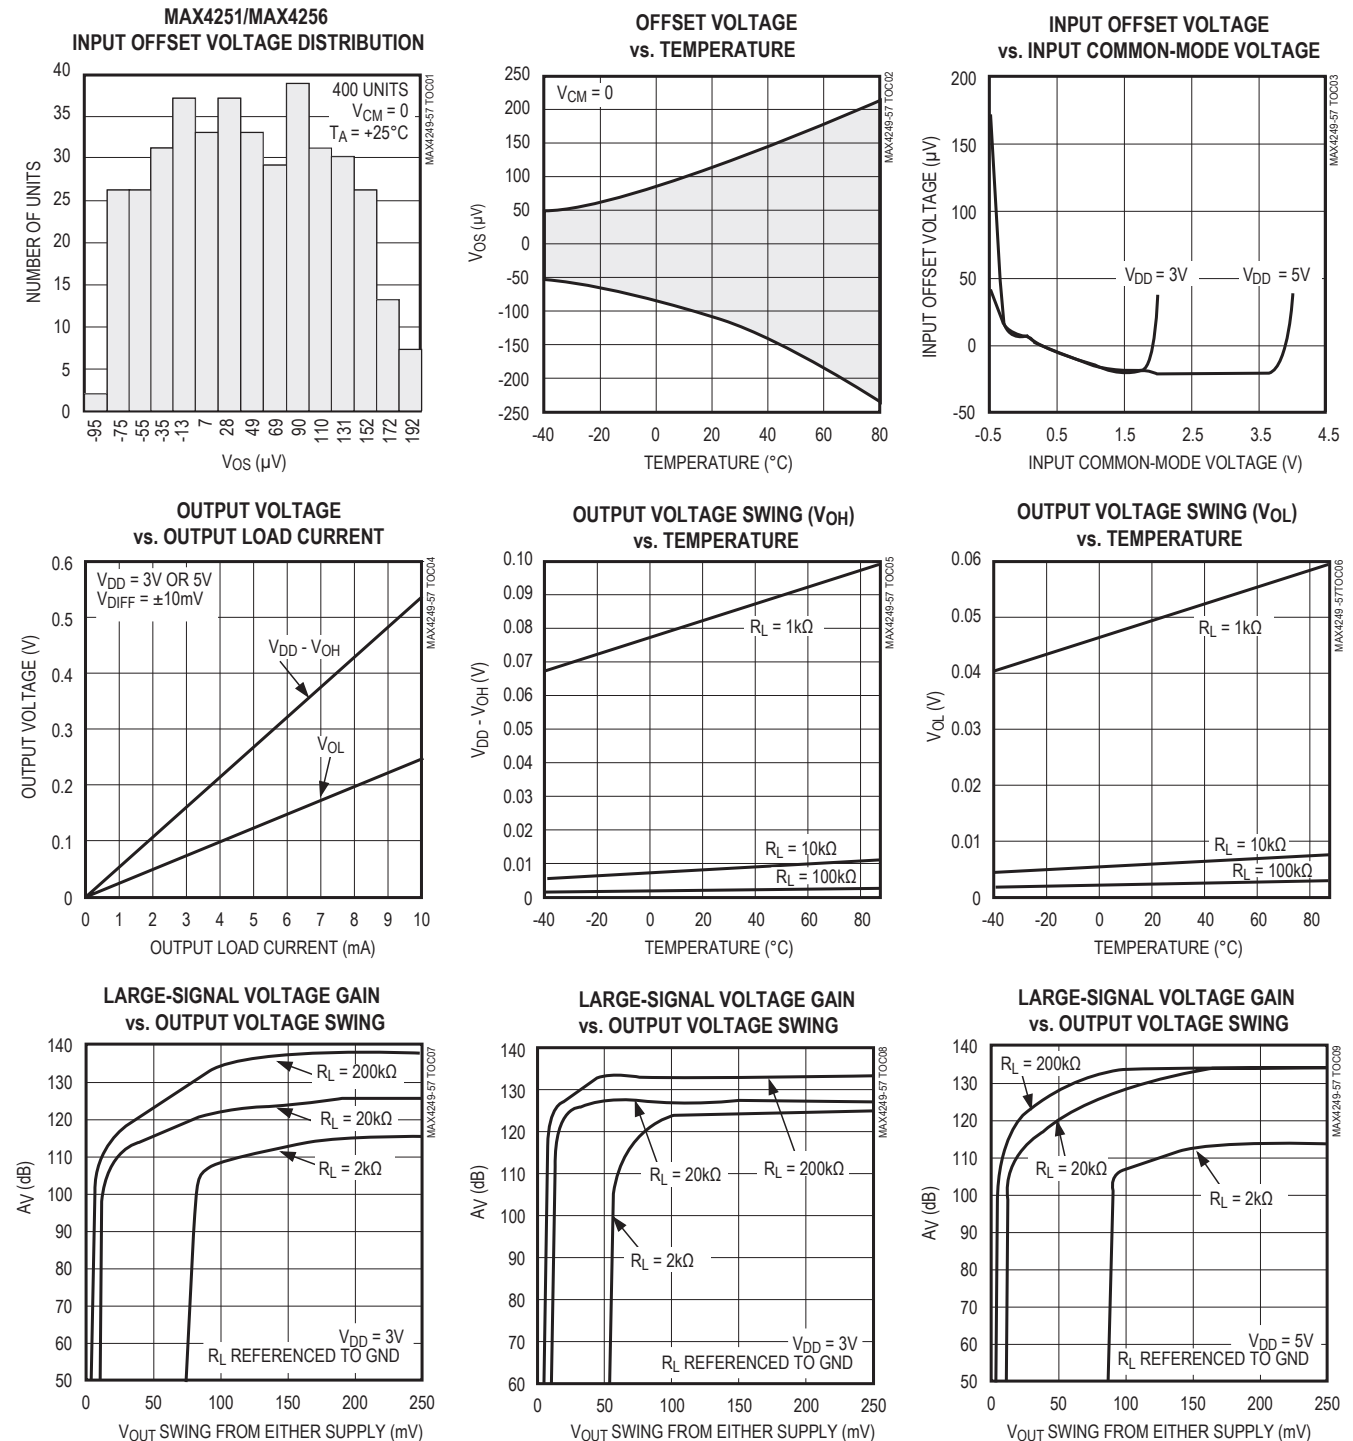 MAX4251/MAX4256
INPUT OFFSET VOLTAGE DISTRIBUTION
MAX4249-57 TOC01
400 UNITS
VCM = 0
TA = +25°C
NUMBER OF UNITS
40
35
30
25
20
15
10
5
0
-95 -75 -55 -35 -13 7 28 49 69 90 110 131 152 172 192
VOS (µV)
OFFSET VOLTAGE
vs. TEMPERATURE
MAX4249-57 TOC02
VCM = 0
VOS (µV)
250
200
150
100
50
0
-50
-100
-150
-200
-250
-40 -20 0 20 40 60 80
TEMPERATURE (°C)
INPUT OFFSET VOLTAGE
vs. INPUT COMMON-MODE VOLTAGE
MAX4249-57 TOC03
INPUT OFFSET VOLTAGE (µV)
200
150
100
50
0
-50
VDD = 3V
VDD = 5V
-0.5 0.5 1.5 2.5 3.5 4.5
INPUT COMMON-MODE VOLTAGE (V)
OUTPUT VOLTAGE
vs. OUTPUT LOAD CURRENT
MAX4249-57 TOC04
VDD = 3V OR 5V
VDIFF = ±10mV
VDD - VOH
VOL
OUTPUT VOLTAGE (V)
0.6
0.5
0.4
0.3
0.2
0.1
0
0 1 2 3 4 5 6 7 8 9 10
OUTPUT LOAD CURRENT (mA)
OUTPUT VOLTAGE SWING (VOH)
vs. TEMPERATURE
MAX4249-57 TOC05
VDD - VOH (V)
0.10
0.09
0.08
0.07
0.06
0.05
0.04
0.03
0.02
0.01
0
RL = 1kΩ
RL = 10kΩ
RL = 100kΩ
-40 -20 0 20 40 60 80
TEMPERATURE (°C)
OUTPUT VOLTAGE SWING (VOL)
vs. TEMPERATURE
MAX4249 -57TOC06
VOL (V)
0.06
0.05
0.04
0.03
0.02
0.01
0
RL = 1kΩ
RL = 10kΩ
RL = 100kΩ
-40 -20 0 20 40 60 80
TEMPERATURE (°C)
LARGE-SIGNAL VOLTAGE GAIN
vs. OUTPUT VOLTAGE SWING
MAX4249-57 TOC07
AV (dB)
140
130
120
110
100
90
80
70
60
50
RL = 200kΩ
RL = 20kΩ
RL = 2kΩ
VDD = 3V
RL REFERENCED TO GND
0 50 100 150 200 250
VOUT SWING FROM EITHER SUPPLY (mV)
LARGE-SIGNAL VOLTAGE GAIN
vs. OUTPUT VOLTAGE SWING
MAX4249-57 TOC08
AV (dB)
140
130
120
110
100
90
80
70
60
RL = 20kΩ
RL = 200kΩ
RL = 2kΩ
VDD = 3V
RL REFERENCED TO GND
0 50 100 150 200 250
VOUT SWING FROM EITHER SUPPLY (mV)
LARGE-SIGNAL VOLTAGE GAIN
vs. OUTPUT VOLTAGE SWING
MAX4249-57 TOC09
AV (dB)
140
130
120
110
100
90
80
70
60
50
RL = 200kΩ
RL = 20kΩ
RL = 2kΩ
VDD = 5V
RL REFERENCED TO GND
0 50 100 150 200 250
VOUT SWING FROM EITHER SUPPLY (mV)